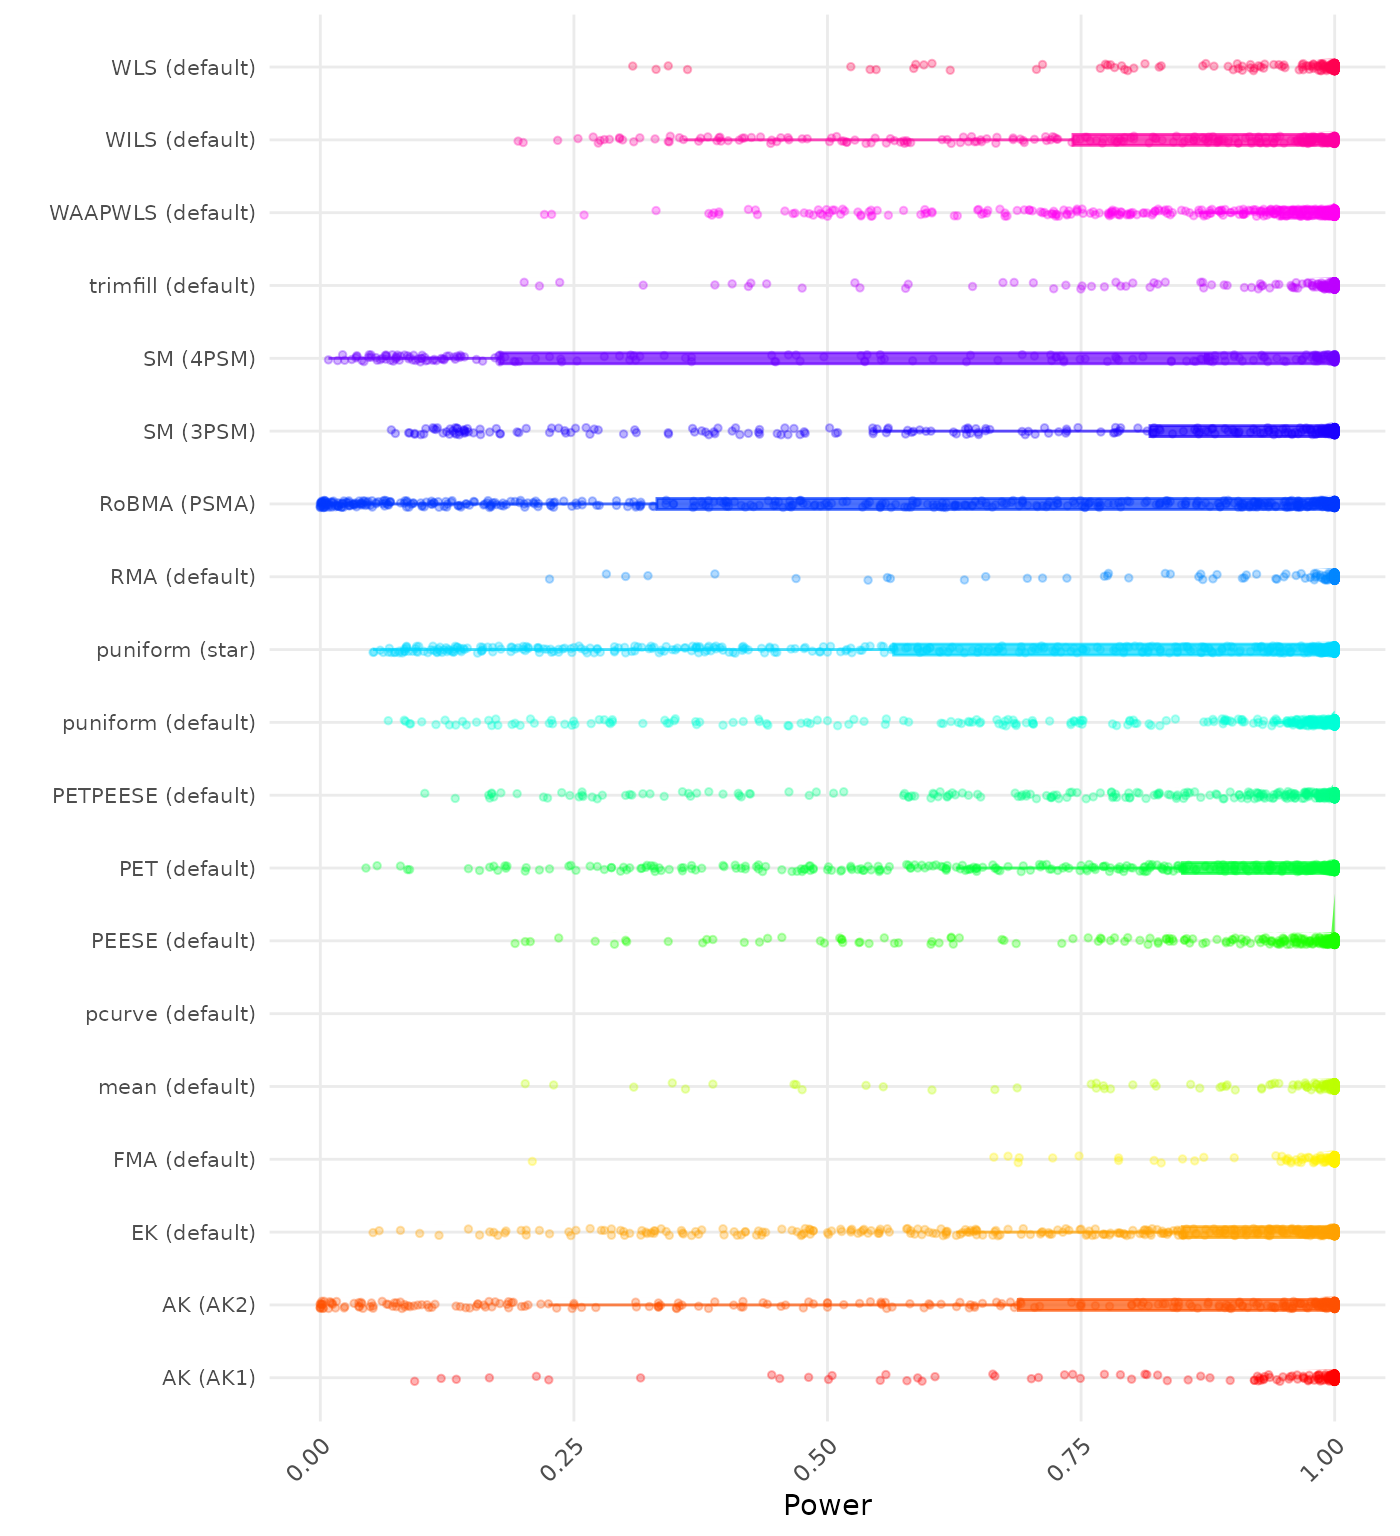 WLS (default)
WILS (default)
WAAPWLS (default)
trimfill (default)
SM (4PSM)
SM (3PSM)
RoBMA (PSMA)
RMA (default)
puniform (star)
puniform (default)
PETPEESE (default)
PET (default)
PEESE (default)
pcurve (default)
mean (default)
FMA (default)
EK (default)
AK (AK2)
AK (AK1)
0.00
0.25
0.50
0.75
1.00
Power